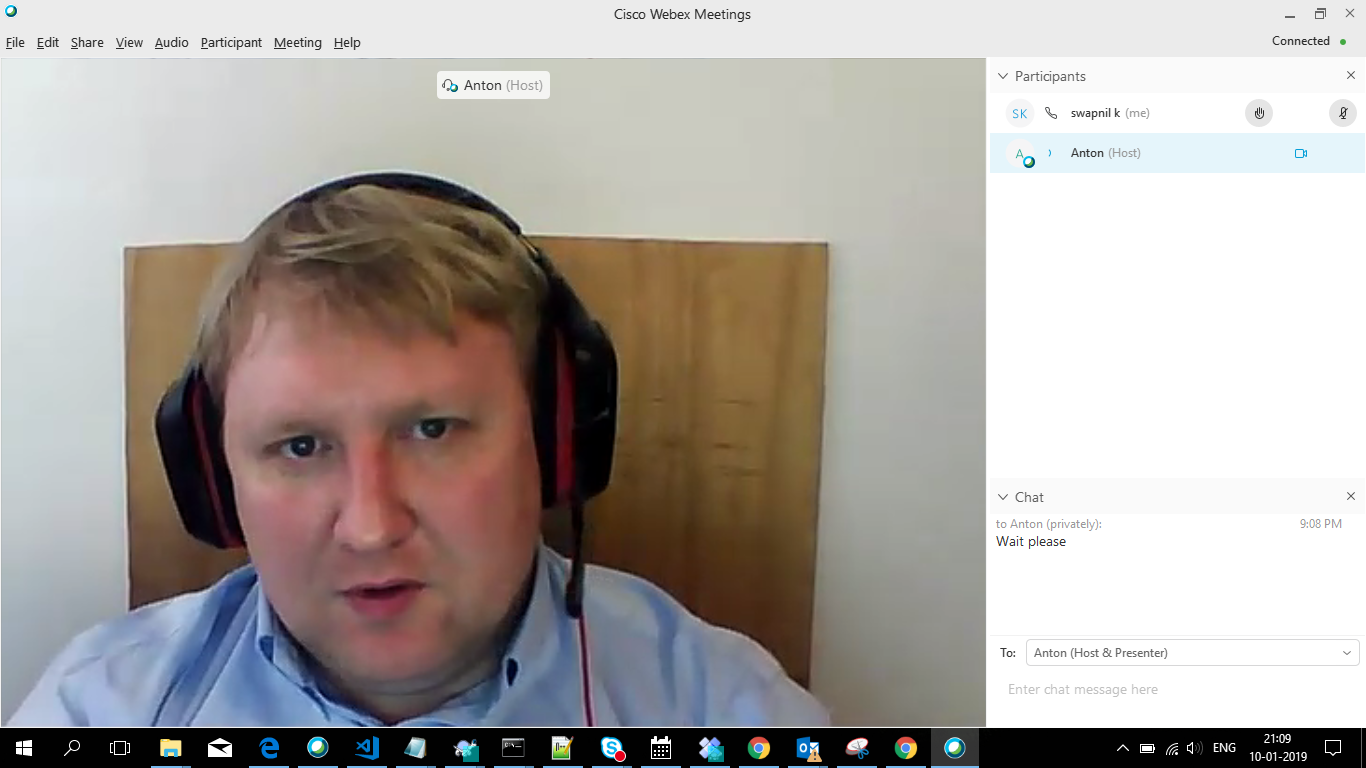 Cisco Webex Meetings
File Edit Share View Audio Participant Meeting Help
Connected
Anton (Host)
Participants
SK swapnil k (me)
A Anton (Host)
Chat
to Anton (privately): 9:08 PM
Wait please
To: Anton (Host & Presenter)
Enter chat message here
ENG
21:09
10-01-2019